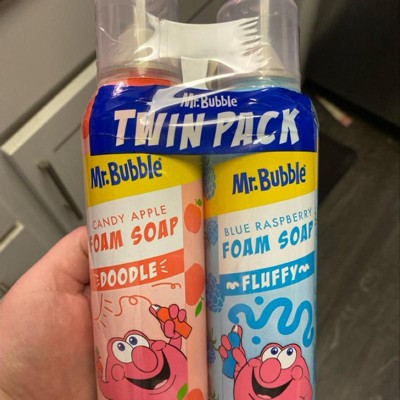 Mr. Bubble
TWIN PACK
Mr. Bubble
CANDY APPLE
FOAM SOAP
DOODLE
Mr. Bubble
BLUE RASPBERRY
FOAM SOAP
FLUFFY